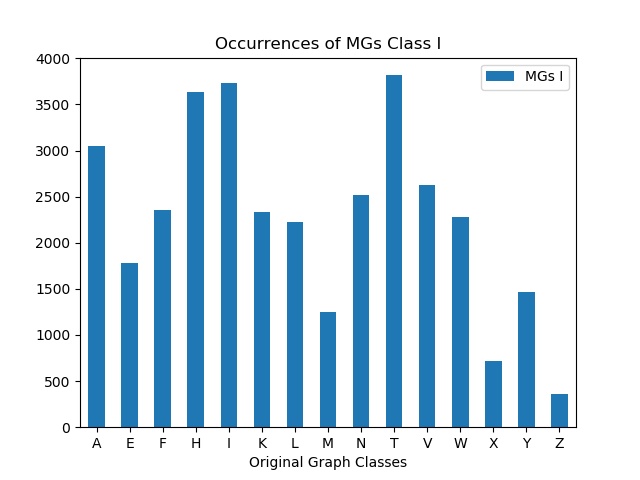 Occurrences of MGs Class I
MGs I
4000
3500
3000
2500
2000
1500
1000
500
0
A E F H I K L M N T V W X Y Z
Original Graph Classes